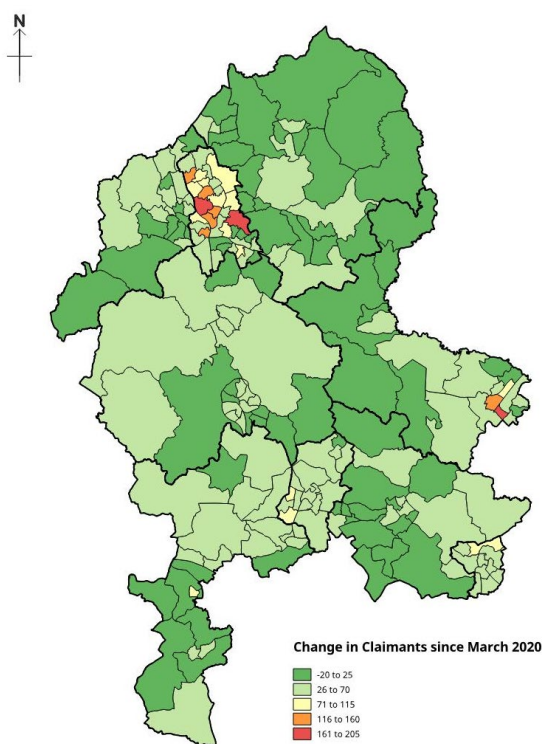 N
Change in Claimants since March 2020
-20 to 25
26 to 70
71 to 115
116 to 160
161 to 205